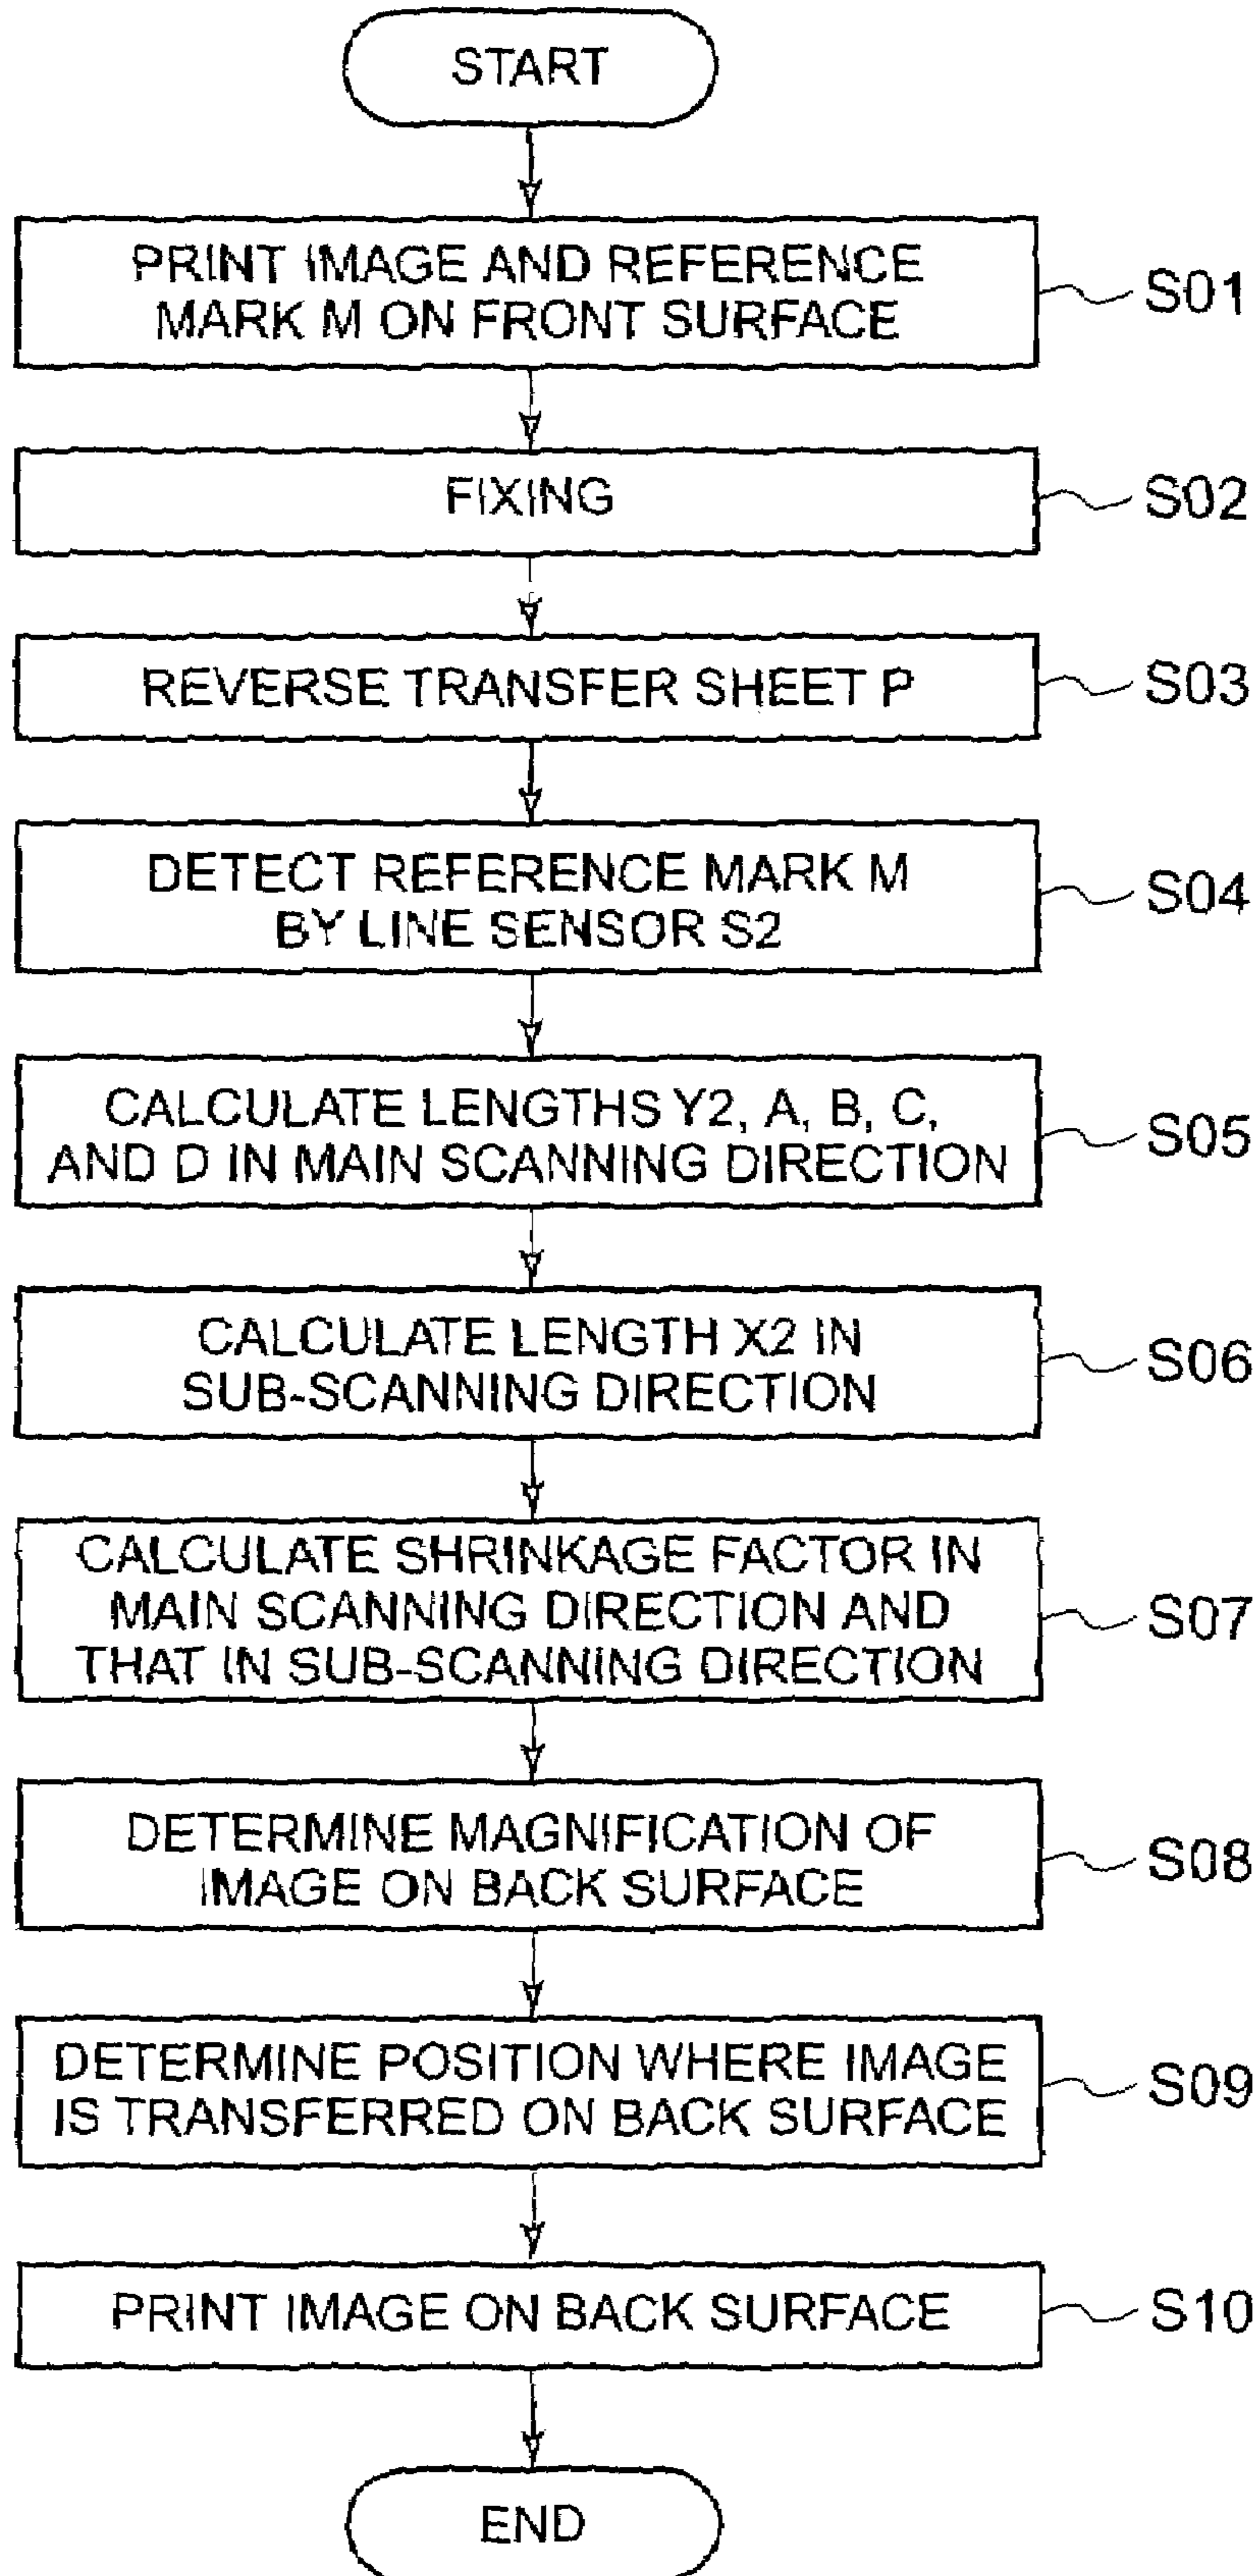 START
PRINT IMAGE AND REFERENCE
MARK M ON FRONT SURFACE
S01
FIXING
S02
REVERSE TRANSFER SHEET P
S03
DETECT REFERENCE MARK M
BY LINE SENSOR S2
S04
CALCULATE LENGTHS Y2, A, B, C,
AND D IN MAIN SCANNING DIRECTION
S05
CALCULATE LENGTH X2 IN
SUB-SCANNING DIRECTION
S06
CALCULATE SHRINKAGE FACTOR IN
MAIN SCANNING DIRECTION AND
THAT IN SUB-SCANNING DIRECTION
S07
DETERMINE MAGNIFICATION OF
IMAGE ON BACK SURFACE
S08
DETERMINE POSITION WHERE IMAGE
IS TRANSFERRED ON BACK SURFACE
S09
PRINT IMAGE ON BACK SURFACE
S10
END